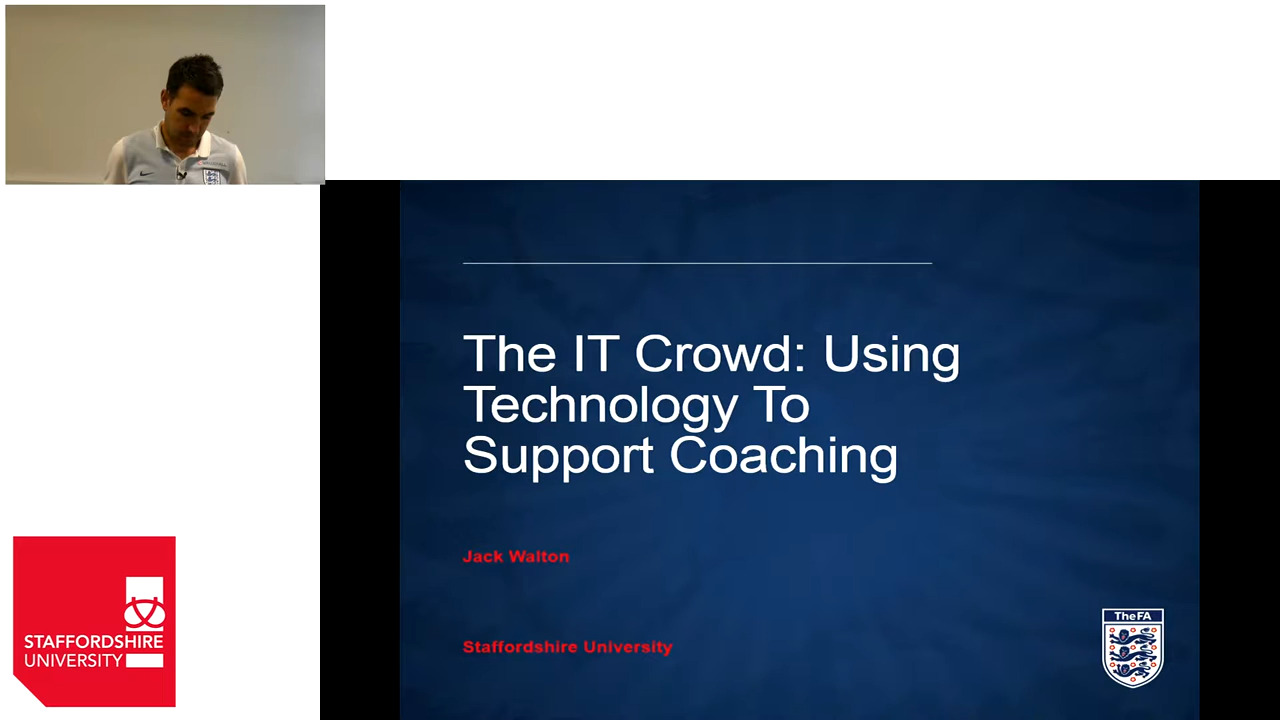 The IT Crowd: Using
Technology To
Support Coaching
Jack Walton
Staffordshire University
TheFA
STAFFORDSHIRE
UNIVERSITY